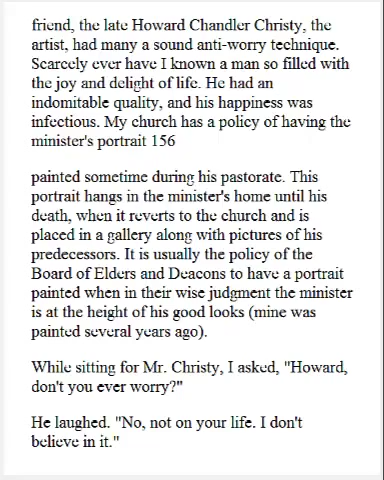 friend, the late Howard Chandler Christy, the
artist, had many a sound anti-worry technique.
Scarcely ever have I known a man so filled with
the joy and delight of life. He had an
indomitable quality, and his happiness was
infectious. My church has a policy of having the
minister's portrait 156
painted sometime during his pastorate. This
portrait hangs in the minister's home until his
death, when it reverts to the church and is
placed in a gallery along with pictures of his
predecessors. It is usually the policy of the
Board of Elders and Deacons to have a portrait
painted when in their wise judgment the minister
is at the height of his good looks (mine was
painted several years ago).
While sitting for Mr. Christy, I asked, "Howard,
don't you ever worry?"
He laughed. "No, not on your life. I don't
believe in it."